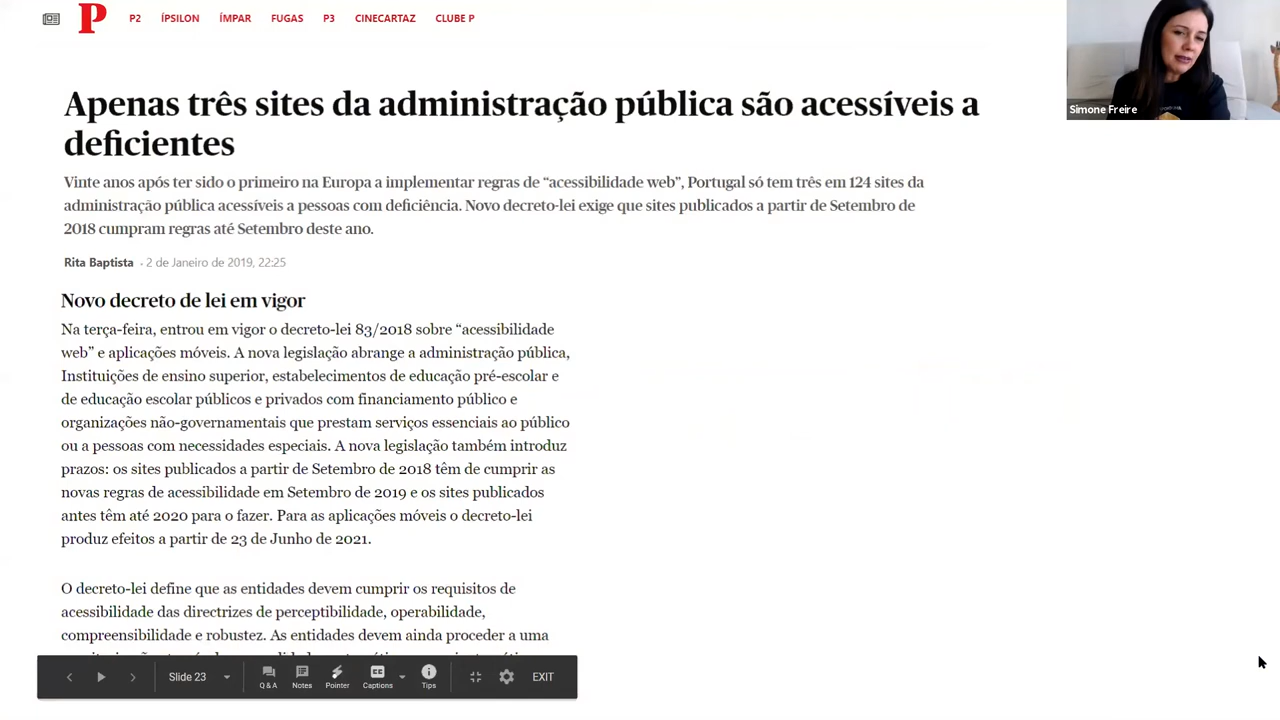 P P2 ÍPSILON ÍMPAR FUGAS P3 CINECARTAZ CLUBE P
Simone Freire
Apenas três sites da administração pública são acessíveis a
deficientes
Vinte anos após ter sido o primeiro na Europa a implementar regras de “acessibilidade web”, Portugal só tem três em 124 sites da
administração pública acessíveis a pessoas com deficiência. Novo decreto-lei exige que sites publicados a partir de Setembro de
2018 cumpram regras até Setembro deste ano.
Rita Baptista • 2 de Janeiro de 2019, 22:25
Novo decreto de lei em vigor
Na terça-feira, entrou em vigor o decreto-lei 83/2018 sobre “acessibilidade
web” e aplicações móveis. A nova legislação abrange a administração pública,
Instituições de ensino superior, estabelecimentos de educação pré-escolar e
de educação escolar públicos e privados com financiamento público e
organizações não-governamentais que prestam serviços essenciais ao público
ou a pessoas com necessidades especiais. A nova legislação também introduz
prazos: os sites publicados a partir de Setembro de 2018 têm de cumprir as
novas regras de acessibilidade em Setembro de 2019 e os sites publicados
antes têm até 2020 para o fazer. Para as aplicações móveis o decreto-lei
produz efeitos a partir de 23 de Junho de 2021.
O decreto-lei define que as entidades devem cumprir os requisitos de
acessibilidade das directrizes de perceptibilidade, operabilidade,
compreensibilidade e robustez. As entidades devem ainda proceder a uma
Slide 23 Q & A Notes Pointer Captions Tips EXIT